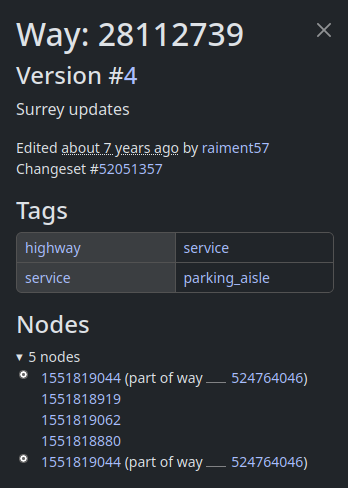 Way: 28112739
Version #4
Surrey updates
Edited about 7 years ago by raiment57
Changeset #52051357
Tags
highway service
service parking_aisle
Nodes
▾ 5 nodes
1551819044 (part of way 524764046)
1551818919
1551819062
1551818880
1551819044 (part of way 524764046)